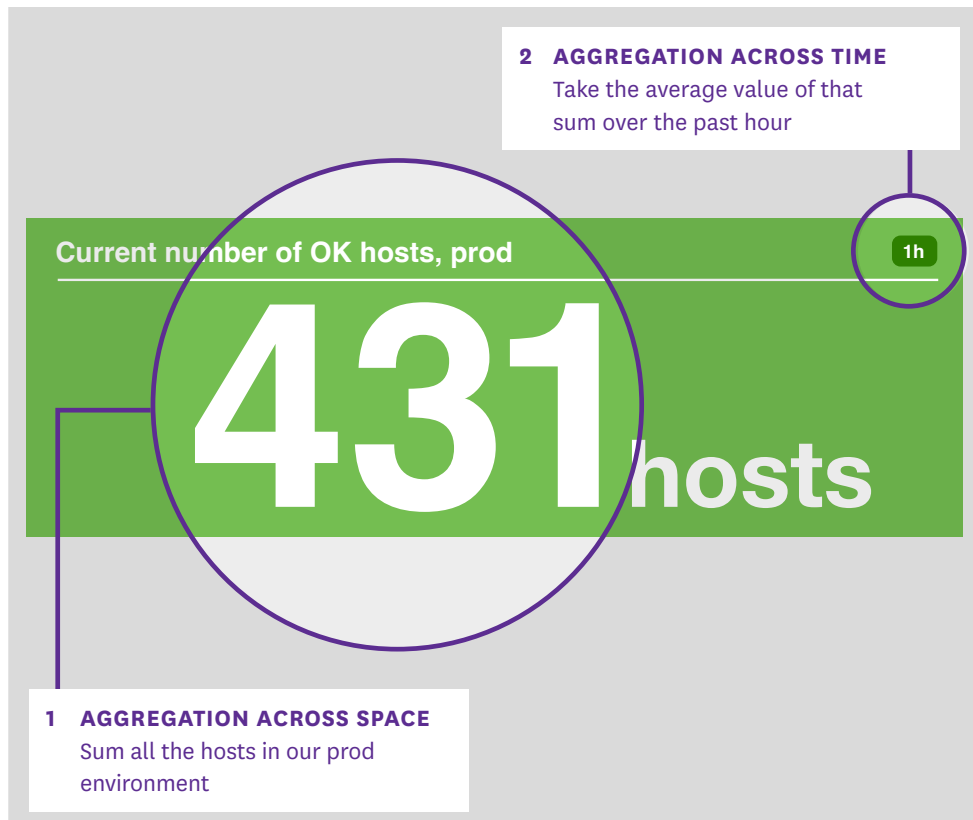 2 AGGREGATION ACROSS TIME
Take the average value of that
sum over the past hour
Current number of OK hosts, prod 1h
431 hosts
1 AGGREGATION ACROSS SPACE
Sum all the hosts in our prod
environment